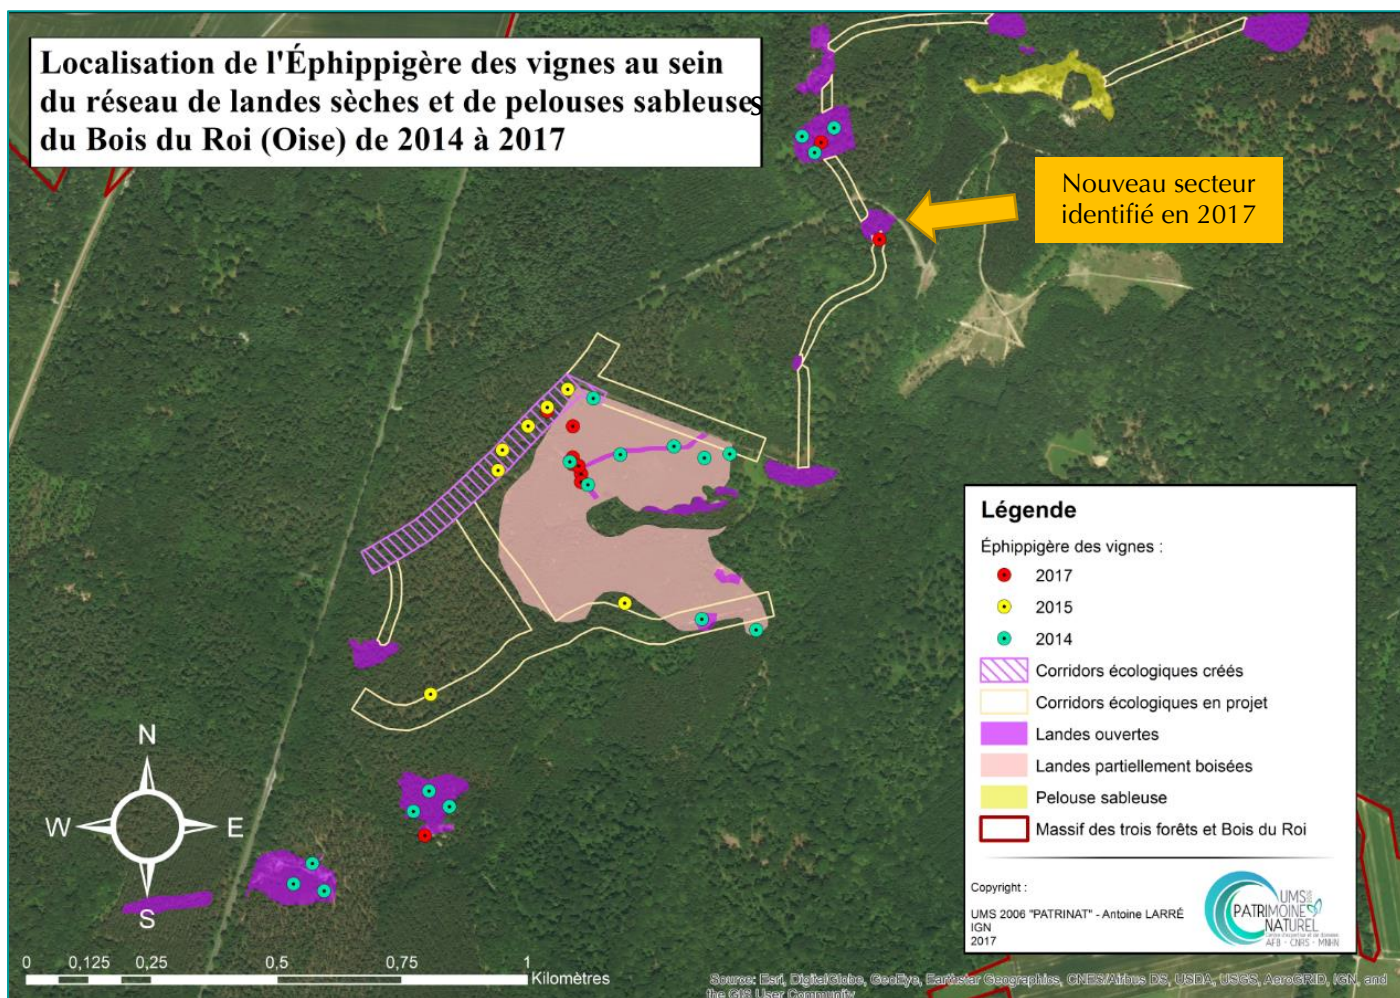 Localisation de l'Éphippigère des vignes au sein
du réseau de landes sèches et de pelouses sableuses
du Bois du Roi (Oise) de 2014 à 2017
Nouveau secteur
identifié en 2017
Légende
Éphippigère des vignes :
2017
2015
2014
Corridors écologiques créés
Corridors écologiques en projet
Landes ouvertes
Landes partiellement boisées
Pelouse sableuse
Massif des trois forêts et Bois du Roi
Copyright :
UMS 2006 "PATRINAT" - Antoine LARRÉ
IGN
2017
UMS
PATRIMOINE
NATUREL
Centre d'expertise et de données
AFB - CNRS - MNHN
N
W E
S
0 0,125 0,25 0,5 0,75 1
Kilomètres
Source: Esri, DigitalGlobe, GeoEye, Earthstar Geographics, CNES/Airbus DS, USDA, USGS, AeroGRID, IGN, and
the GIS User Community